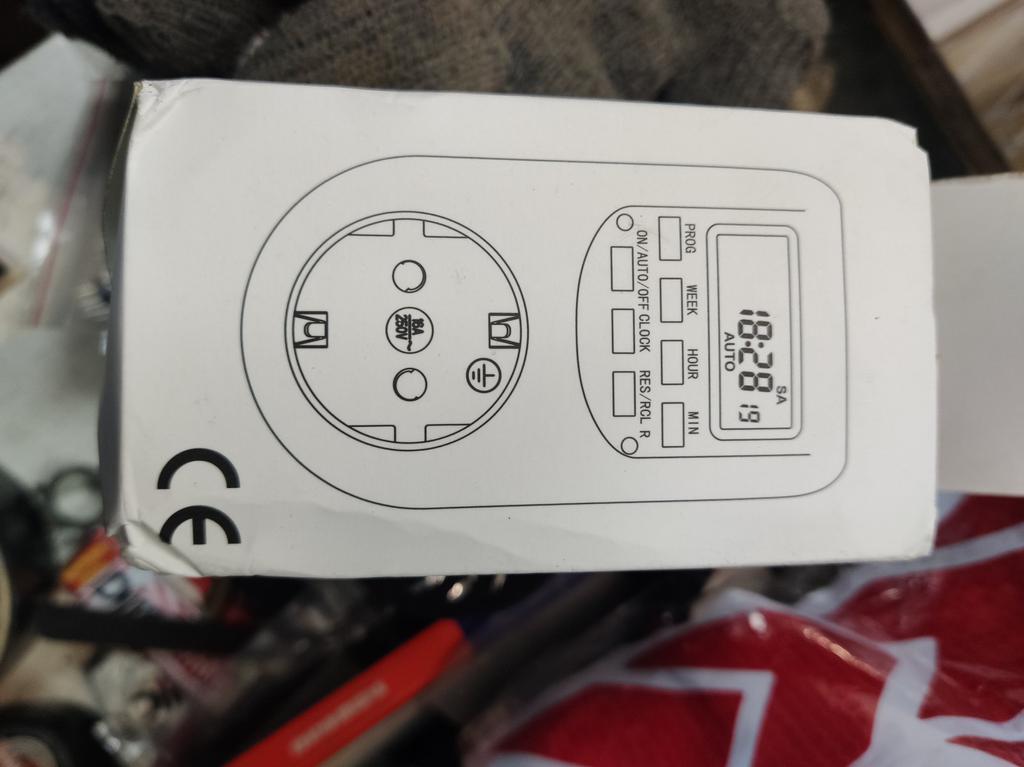 SA
18:28 19
AUTO
PROG WEEK HOUR MIN
ON/AUTO/OFF CLOCK RES/RCL R
16A
250V~
CE